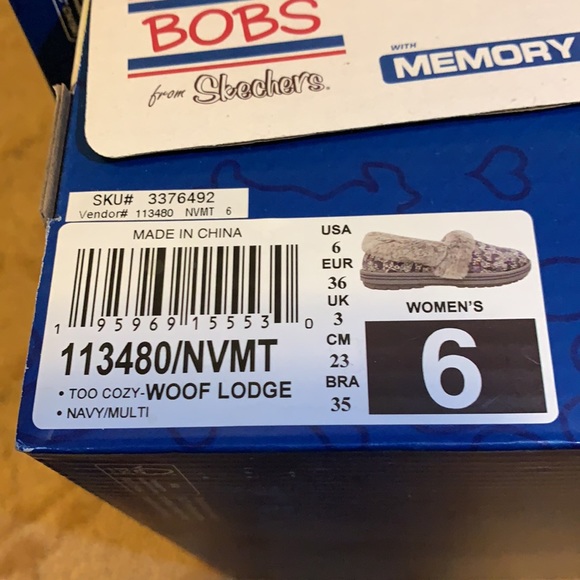 BOBS
from Skechers®
WITH
MEMORY
SKU# 3376492
Vendor# 113480 NVMT 6
MADE IN CHINA
1 95969 15553 0
113480/NVMT
• TOO COZY-WOOF LODGE
• NAVY/MULTI
USA
6
EUR
36
UK
3
CM
23
BRA
35
WOMEN'S
6